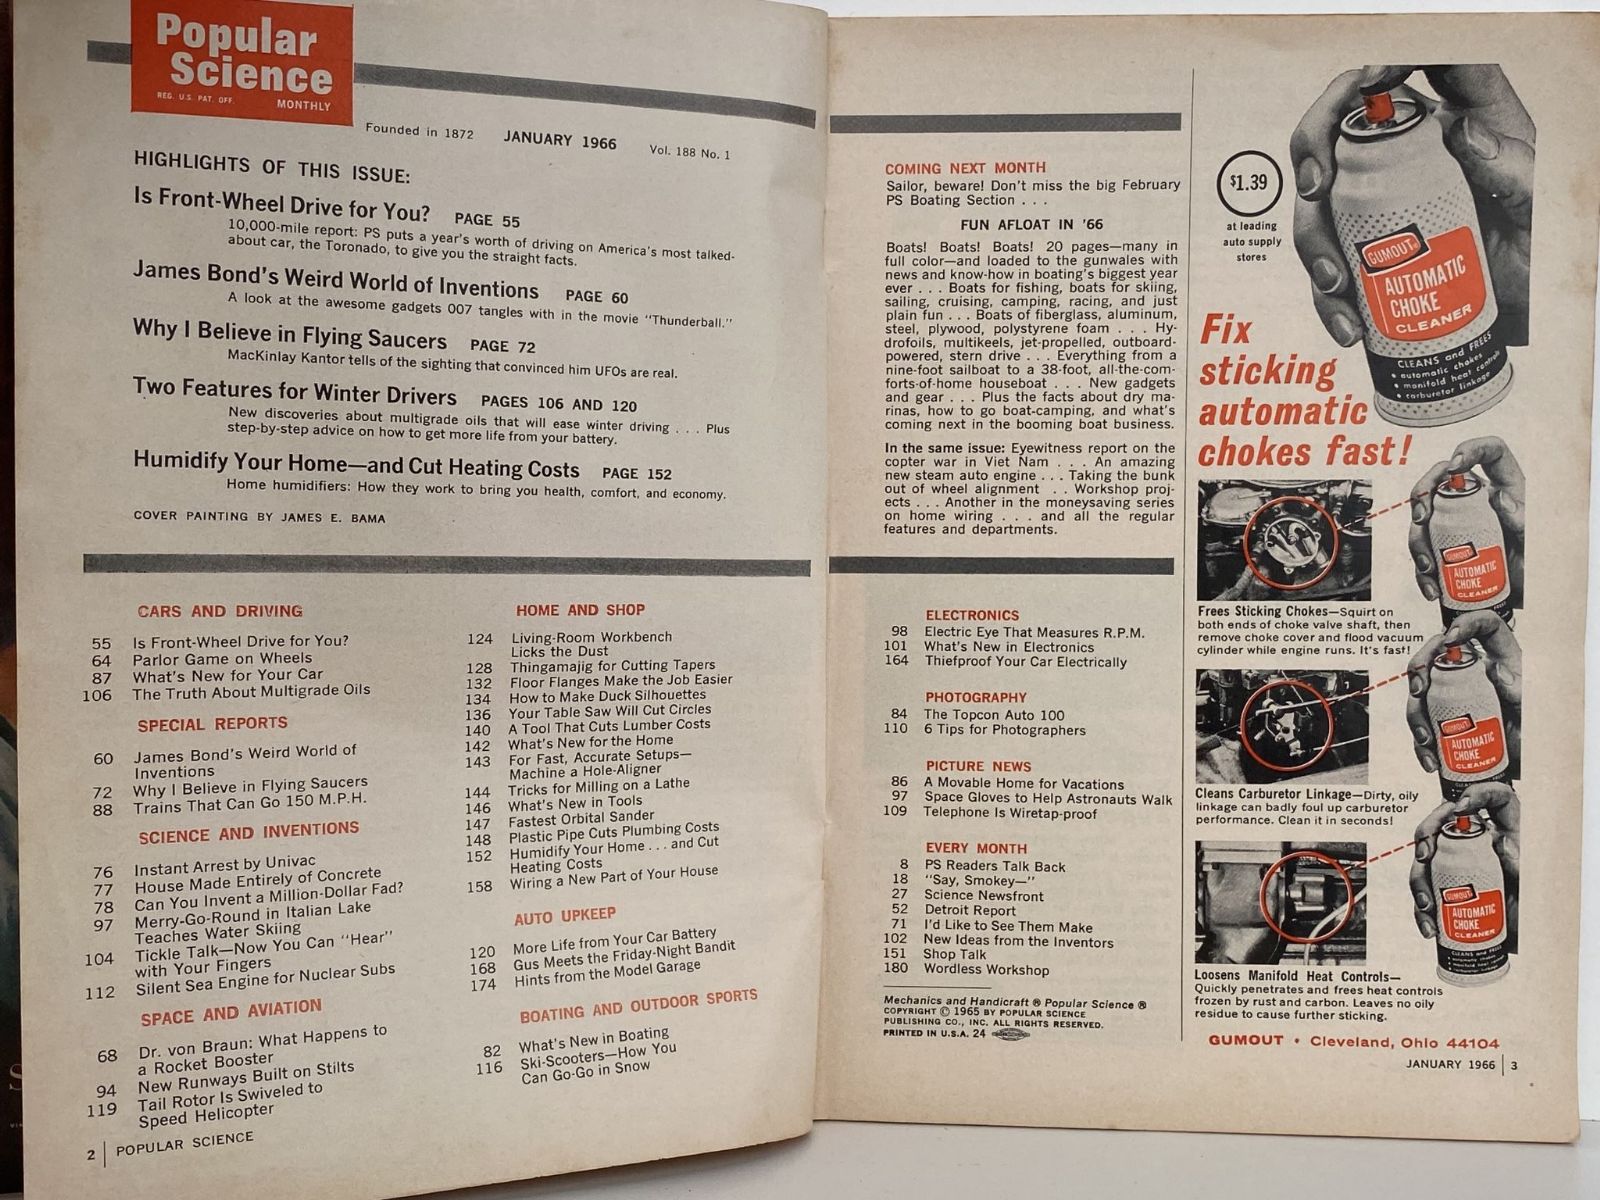 Popular
Science
REG. U.S. PAT. OFF. MONTHLY
Founded in 1872 JANUARY 1966 Vol. 188 No. 1
HIGHLIGHTS OF THIS ISSUE:
Is Front-Wheel Drive for You? PAGE 55
10,000-mile report: PS puts a year's worth of driving on America's most talked-
about car, the Toronado, to give you the straight facts.
James Bond's Weird World of Inventions PAGE 60
A look at the awesome gadgets 007 tangles with in the movie "Thunderball."
Why I Believe in Flying Saucers PAGE 72
MacKinlay Kantor tells of the sighting that convinced him UFOs are real.
Two Features for Winter Drivers PAGES 106 AND 120
New discoveries about multigrade oils that will ease winter driving . . . Plus
step-by-step advice on how to get more life from your battery.
Humidify Your Home—and Cut Heating Costs PAGE 152
Home humidifiers: How they work to bring you health, comfort, and economy.
COVER PAINTING BY JAMES E. BAMA
CARS AND DRIVING
55 Is Front-Wheel Drive for You?
64 Parlor Game on Wheels
87 What's New for Your Car
106 The Truth About Multigrade Oils
SPECIAL REPORTS
60 James Bond's Weird World of
Inventions
72 Why I Believe in Flying Saucers
88 Trains That Can Go 150 M.P.H.
SCIENCE AND INVENTIONS
76 Instant Arrest by Univac
77 House Made Entirely of Concrete
78 Can You Invent a Million-Dollar Fad?
97 Merry-Go-Round in Italian Lake
Teaches Water Skiing
104 Tickle Talk—Now You Can "Hear"
with Your Fingers
112 Silent Sea Engine for Nuclear Subs
SPACE AND AVIATION
68 Dr. von Braun: What Happens to
a Rocket Booster
94 New Runways Built on Stilts
119 Tail Rotor Is Swiveled to
Speed Helicopter
2 | POPULAR SCIENCE
HOME AND SHOP
124 Living-Room Workbench
Licks the Dust
128 Thingamajig for Cutting Tapers
132 Floor Flanges Make the Job Easier
134 How to Make Duck Silhouettes
136 Your Table Saw Will Cut Circles
140 A Tool That Cuts Lumber Costs
142 What's New for the Home
143 For Fast, Accurate Setups—
Machine a Hole-Aligner
144 Tricks for Milling on a Lathe
146 What's New in Tools
147 Fastest Orbital Sander
148 Plastic Pipe Cuts Plumbing Costs
152 Humidify Your Home . . . and Cut
Heating Costs
158 Wiring a New Part of Your House
AUTO UPKEEP
120 More Life from Your Car Battery
168 Gus Meets the Friday-Night Bandit
174 Hints from the Model Garage
BOATING AND OUTDOOR SPORTS
82 What's New in Boating
116 Ski-Scooters—How You
Can Go-Go in Snow
COMING NEXT MONTH
Sailor, beware! Don't miss the big February
PS Boating Section . . .
FUN AFLOAT IN '66
Boats! Boats! Boats! 20 pages—many in
full color—and loaded to the gunwales with
news and know-how in boating's biggest year
ever . . . Boats for fishing, boats for skiing,
sailing, cruising, camping, racing, and just
plain fun . . . Boats of fiberglass, aluminum,
steel, plywood, polystyrene foam . . . Hy-
drofoils, multikeels, jet-propelled, outboard-
powered, stern drive . . . Everything from a
nine-foot sailboat to a 38-foot, all-the-com-
forts-of-home houseboat . . . New gadgets
and gear . . . Plus the facts about dry ma-
rinas, how to go boat-camping, and what's
coming next in the booming boat business.
In the same issue: Eyewitness report on the
copter war in Viet Nam . . . An amazing
new steam auto engine . . . Taking the bunk
out of wheel alignment . . Workshop proj-
ects . . . Another in the moneysaving series
on home wiring . . . and all the regular
features and departments.
ELECTRONICS
98 Electric Eye That Measures R.P.M.
101 What's New in Electronics
164 Thiefproof Your Car Electrically
PHOTOGRAPHY
84 The Topcon Auto 100
110 6 Tips for Photographers
PICTURE NEWS
86 A Movable Home for Vacations
97 Space Gloves to Help Astronauts Walk
109 Telephone Is Wiretap-proof
EVERY MONTH
8 PS Readers Talk Back
18 "Say, Smokey—"
27 Science Newsfront
52 Detroit Report
71 I'd Like to See Them Make
102 New Ideas from the Inventors
151 Shop Talk
180 Wordless Workshop
Mechanics and Handicraft ® Popular Science ®
COPYRIGHT © 1965 BY POPULAR SCIENCE
PUBLISHING CO., INC. ALL RIGHTS RESERVED.
PRINTED IN U.S.A. 24
$1.39
at leading
auto supply
stores
GUMOUT
AUTOMATIC
CHOKE
CLEANER
CLEANS and FREES
• automatic chokes
• manifold heat controls
• carburetor linkage
Fix
sticking
automatic
chokes fast!
GUMOUT
AUTOMATIC
CHOKE
CLEANER
Frees Sticking Chokes—Squirt on
both ends of choke valve shaft, then
remove choke cover and flood vacuum
cylinder while engine runs. It's fast!
GUMOUT
AUTOMATIC
CHOKE
CLEANER
Cleans Carburetor Linkage—Dirty, oily
linkage can badly foul up carburetor
performance. Clean it in seconds!
GUMOUT
AUTOMATIC
CHOKE
CLEANER
CLEANS and FREES
Loosens Manifold Heat Controls—
Quickly penetrates and frees heat controls
frozen by rust and carbon. Leaves no oily
residue to cause further sticking.
GUMOUT • Cleveland, Ohio 44104
JANUARY 1966 | 3